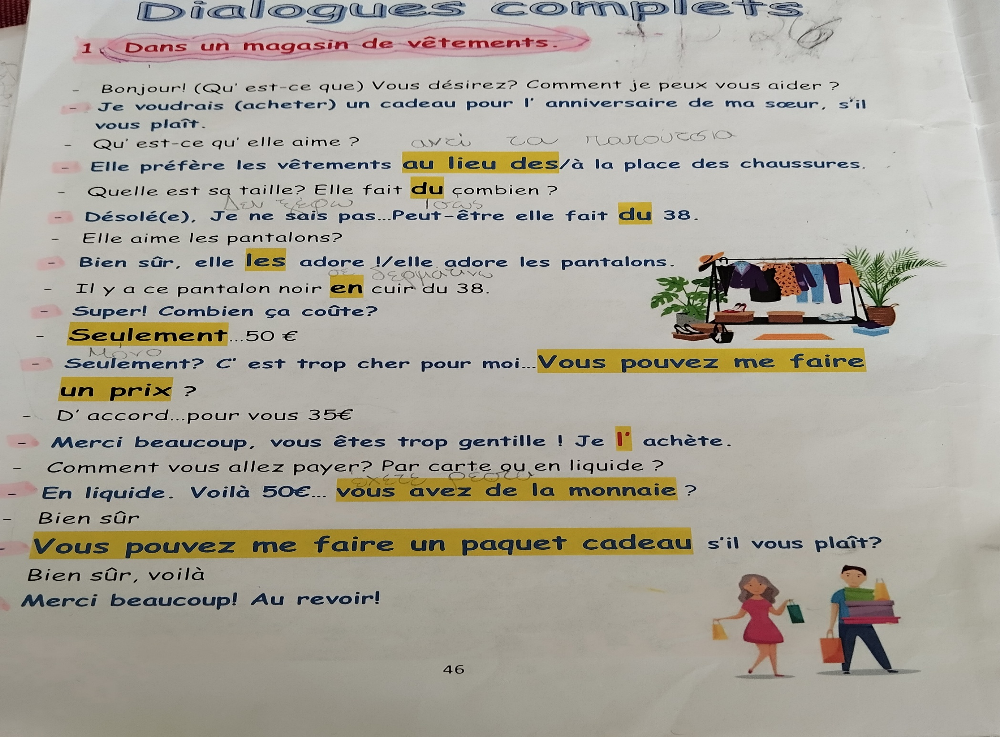 Dialogues complets
1 Dans un magasin de vêtements.
- Bonjour! (Qu' est-ce que) Vous désirez? Comment je peux vous aider ?
- Je voudrais (acheter) un cadeau pour l' anniversaire de ma sœur, s'il
vous plaît.
- Qu' est-ce qu' elle aime ?
αντί τα παπούτσια
- Elle préfère les vêtements au lieu des/à la place des chaussures.
- Quelle est sa taille? Elle fait du combien ?
Δεν ξέρω ίσως
- Désolé(e), Je ne sais pas...Peut-être elle fait du 38.
- Elle aime les pantalons?
- Bien sûr, elle les adore !/elle adore les pantalons.
σε δερμάτινο
- Il y a ce pantalon noir en cuir du 38.
- Super! Combien ça coûte?
- Seulement...50 €
Μόνο
- Seulement? C' est trop cher pour moi...Vous pouvez me faire
un prix ?
- D' accord...pour vous 35€
- Merci beaucoup, vous êtes trop gentille ! Je l' achète.
- Comment vous allez payer? Par carte ou en liquide ?
έχετε ρέστα
- En liquide. Voilà 50€... vous avez de la monnaie ?
- Bien sûr
- Vous pouvez me faire un paquet cadeau s'il vous plaît?
Bien sûr, voilà
Merci beaucoup! Au revoir!
46